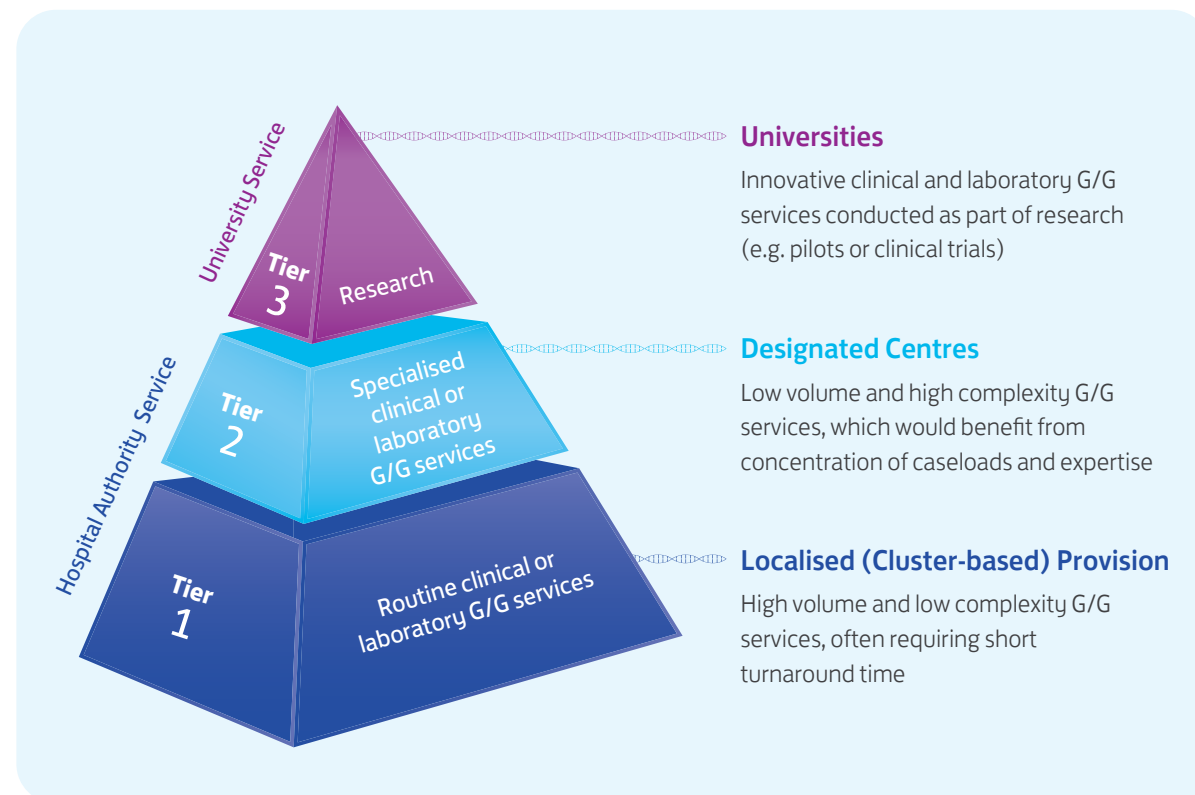 University Service
Tier
3
Research
Universities
Innovative clinical and laboratory G/G
services conducted as part of research
(e.g. pilots or clinical trials)
Hospital Authority Service
Tier
2
Specialised
clinical or
laboratory
G/G services
Designated Centres
Low volume and high complexity G/G
services, which would benefit from
concentration of caseloads and expertise
Tier
1
Routine clinical or
laboratory G/G services
Localised (Cluster-based) Provision
High volume and low complexity G/G
services, often requiring short
turnaround time